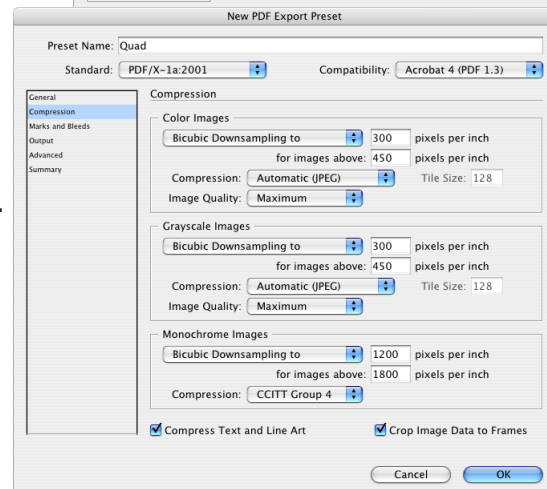 New PDF Export Preset
Preset Name: Quad
Standard: PDF/X-1a:2001 Compatibility: Acrobat 4 (PDF 1.3)
General
Compression
Marks and Bleeds
Output
Advanced
Summary
Compression
Color Images
Bicubic Downsampling to 300 pixels per inch
for images above: 450 pixels per inch
Compression: Automatic (JPEG) Tile Size: 128
Image Quality: Maximum
Grayscale Images
Bicubic Downsampling to 300 pixels per inch
for images above: 450 pixels per inch
Compression: Automatic (JPEG) Tile Size: 128
Image Quality: Maximum
Monochrome Images
Bicubic Downsampling to 1200 pixels per inch
for images above: 1800 pixels per inch
Compression: CCITT Group 4
Compress Text and Line Art Crop Image Data to Frames
Cancel OK